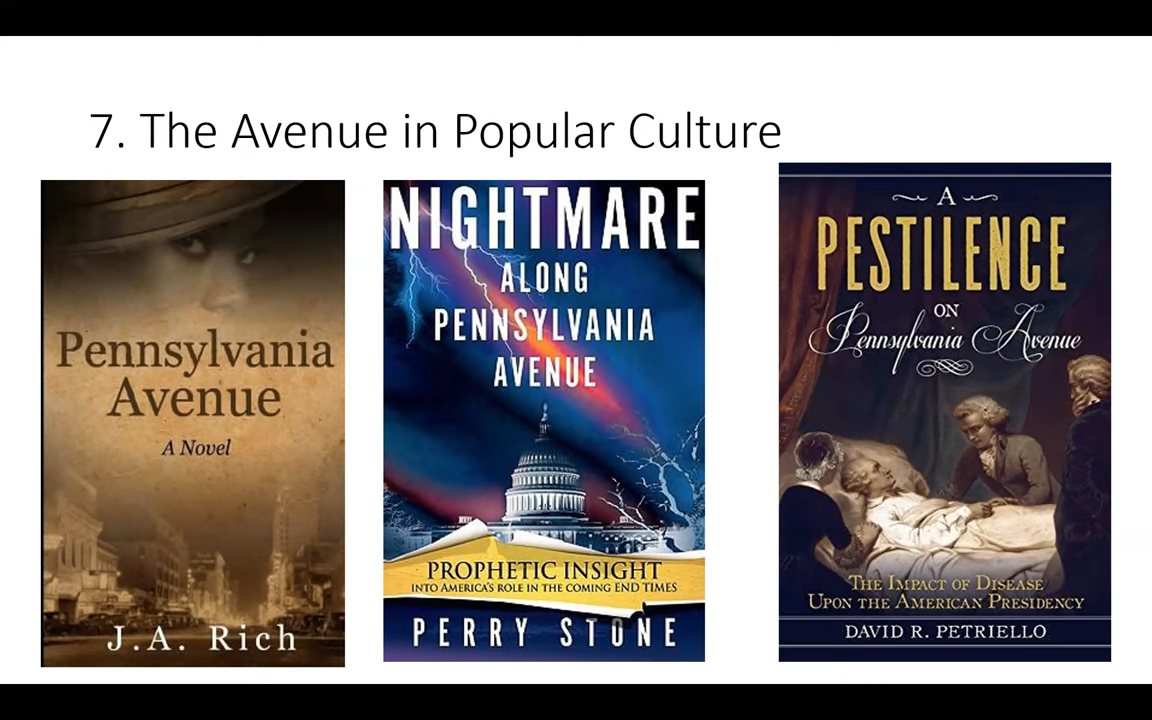 7. The Avenue in Popular Culture
Pennsylvania
Avenue
A Novel
J.A. Rich
NIGHTMARE
ALONG
PENNSYLVANIA
AVENUE
PROPHETIC INSIGHT
INTO AMERICA'S ROLE IN THE COMING END TIMES
PERRY STONE
A
PESTILENCE
ON
Pennsylvania Avenue
THE IMPACT OF DISEASE
UPON THE AMERICAN PRESIDENCY
DAVID R. PETRIELLO